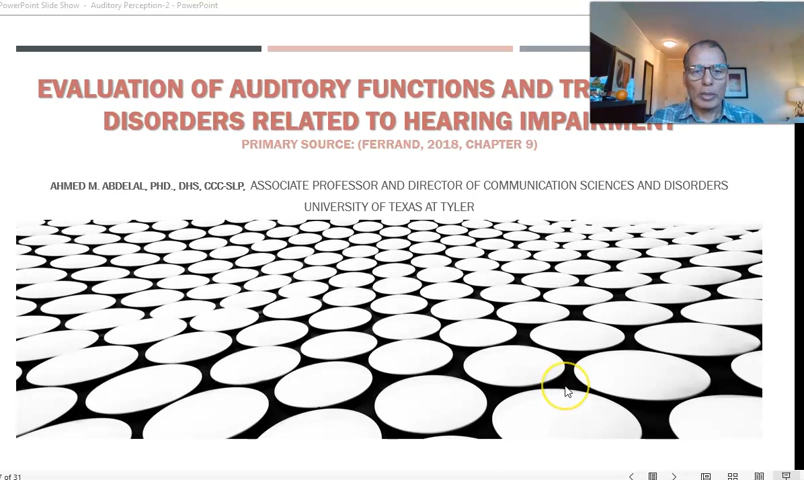 PowerPoint Slide Show - Auditory Perception-2 - PowerPoint
EVALUATION OF AUDITORY FUNCTIONS AND
DISORDERS RELATED TO HEARING IMPAIRMENT
PRIMARY SOURCE: (FERRAND, 2018, CHAPTER 9)
AHMED M. ABDELAL, PHD., DHS, CCC-SLP, ASSOCIATE PROFESSOR AND DIRECTOR OF COMMUNICATION SCIENCES AND DISORDERS
UNIVERSITY OF TEXAS AT TYLER
of 31